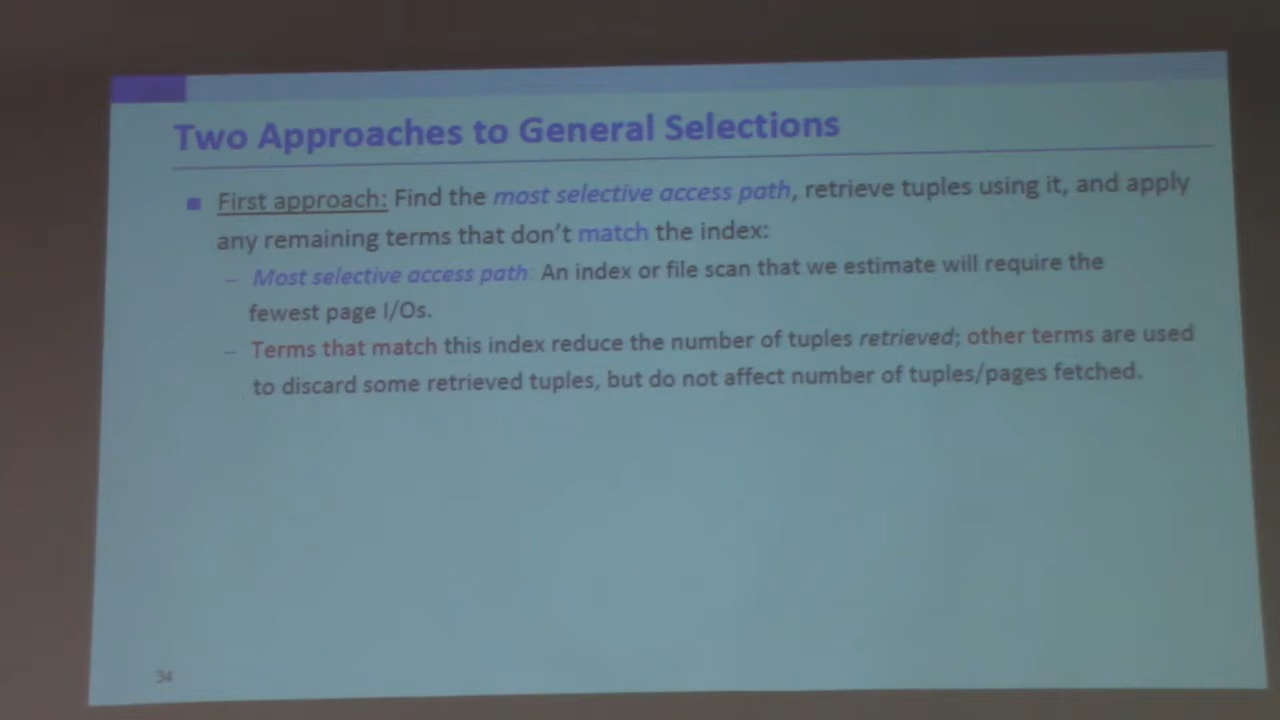 Two Approaches to General Selections
First approach: Find the most selective access path, retrieve tuples using it, and apply
any remaining terms that don't match the index:
– Most selective access path: An index or file scan that we estimate will require the
fewest page I/Os.
– Terms that match this index reduce the number of tuples retrieved; other terms are used
to discard some retrieved tuples, but do not affect number of tuples/pages fetched.
34